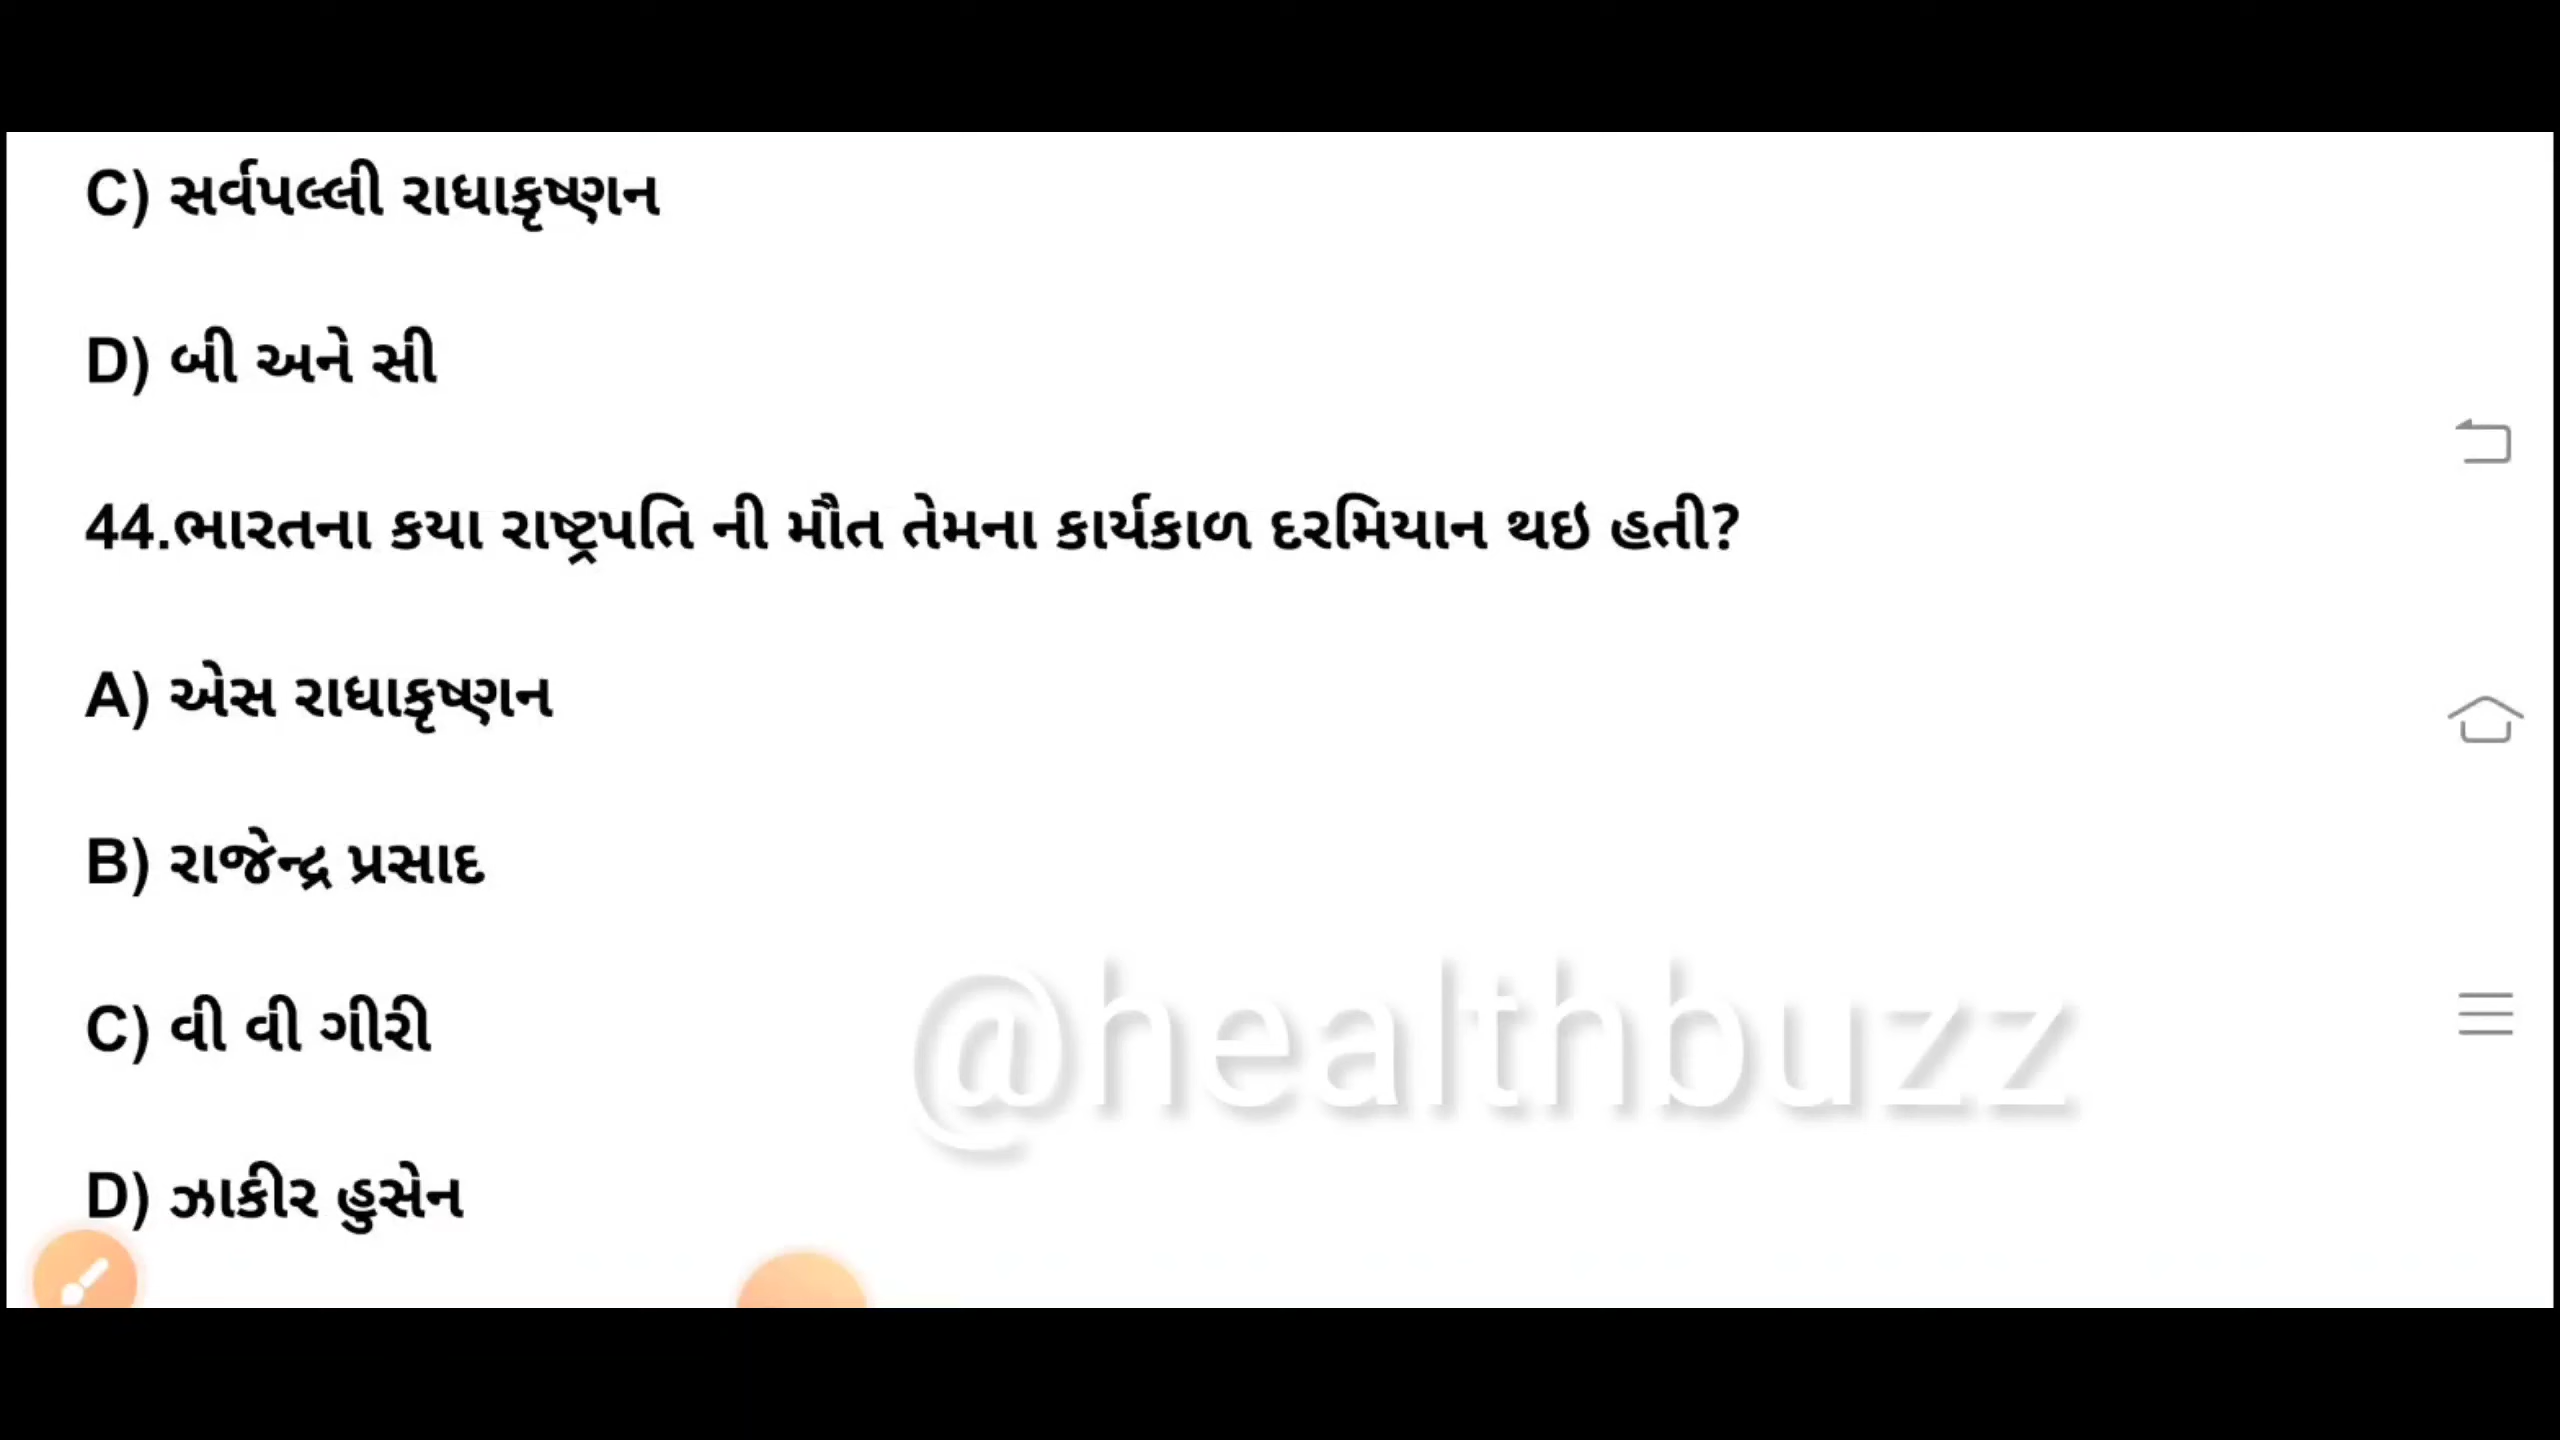 C) સર્વપલ્લી રાધાકૃષ્ણન
D) બી અને સી
44.ભારતના કયા રાષ્ટ્રપતિ ની મૌત તેમના કાર્યકાળ દરમિયાન થઇ હતી?
A) એસ રાધાકૃષ્ણન
B) રાજેન્દ્ર પ્રસાદ
C) વી વી ગીરી
@healthbuzz
D) ઝાકીર હુસેન